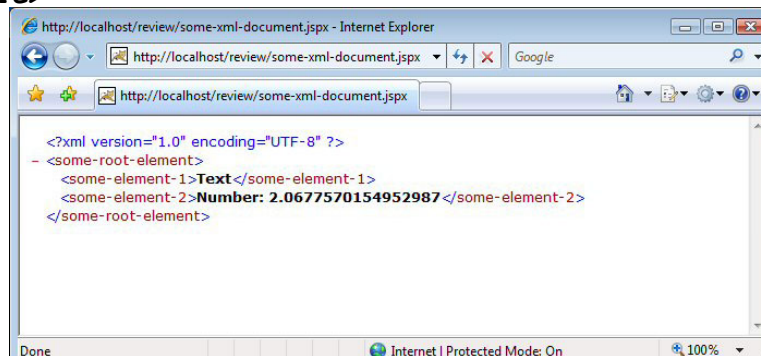 http://localhost/review/some-xml-document.jspx - Internet Explorer
http://localhost/review/some-xml-document.jspx Google
http://localhost/review/some-xml-document.jspx
<?xml version="1.0" encoding="UTF-8" ?>
- <some-root-element>
<some-element-1>Text</some-element-1>
<some-element-2>Number: 2.0677570154952987</some-element-2>
</some-root-element>
Done Internet | Protected Mode: On 100%